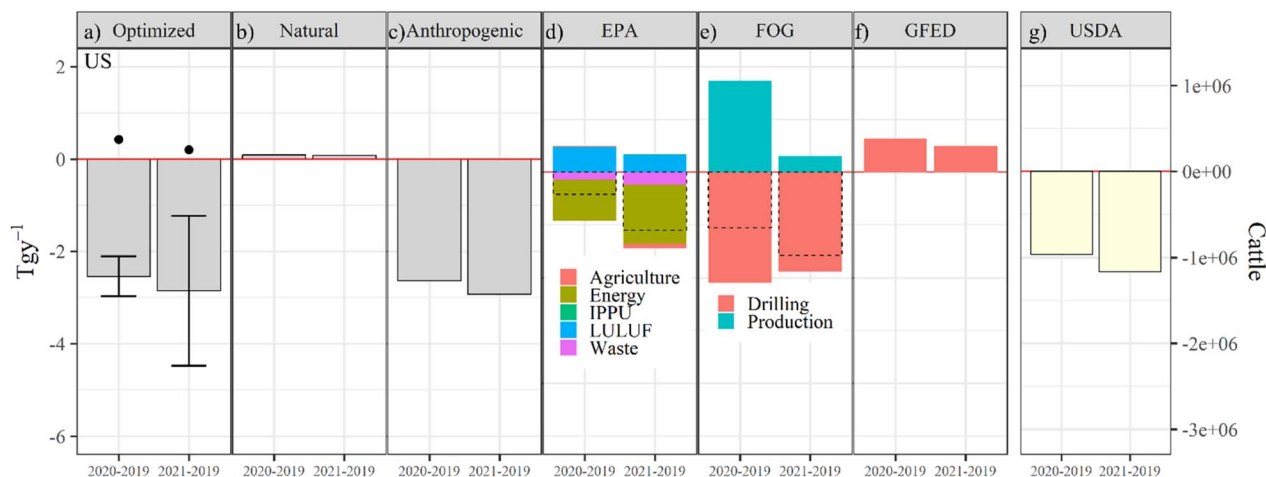 a) Optimized
b) Natural
c) Anthropogenic
d) EPA
e) FOG
f) GFED
g) USDA
US
2
0
-2
-4
-6
Tgy⁻¹
Agriculture
Energy
IPPU
LULUF
Waste
Drilling
Production
1e+06
0e+00
-1e+06
-2e+06
-3e+06
Cattle
2020-2019 2021-2019
2020-2019 2021-2019
2020-2019 2021-2019
2020-2019 2021-2019
2020-2019 2021-2019
2020-2019 2021-2019
2020-2019 2021-2019